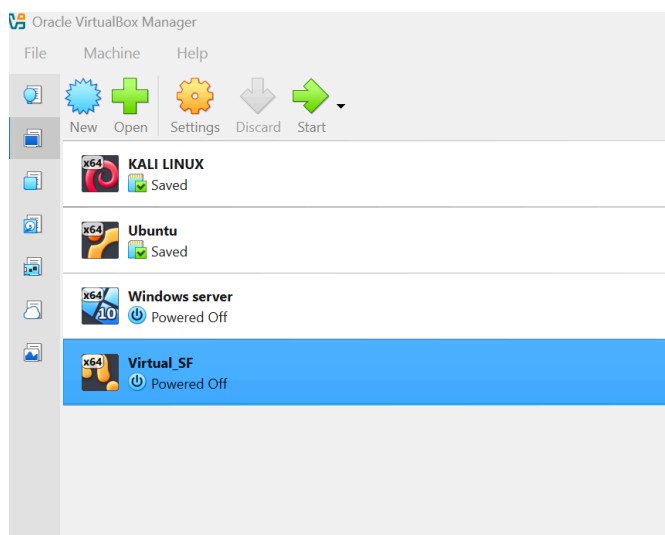 Oracle VirtualBox Manager
File Machine Help
New Open Settings Discard Start
x64 KALI LINUX
Saved
x64 Ubuntu
Saved
x64 Windows server
10 Powered Off
x64 Virtual_SF
Powered Off